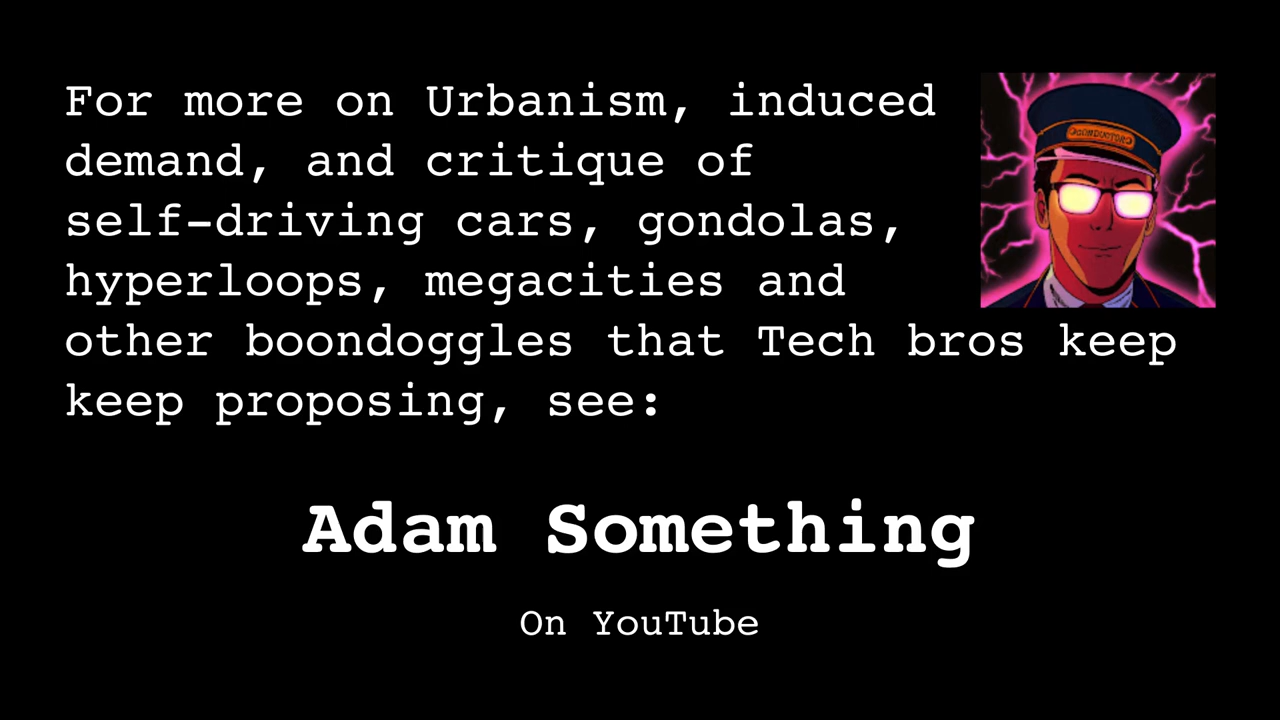 For more on Urbanism, induced
demand, and critique of
self-driving cars, gondolas,
hyperloops, megacities and
other boondoggles that Tech bros keep
keep proposing, see:
CONDUCTOR
Adam Something
On YouTube